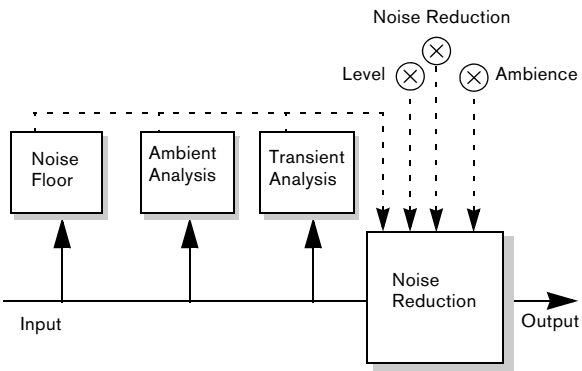 Noise Reduction
Level
Ambience
Noise
Floor
Ambient
Analysis
Transient
Analysis
Noise
Reduction
Input
Output